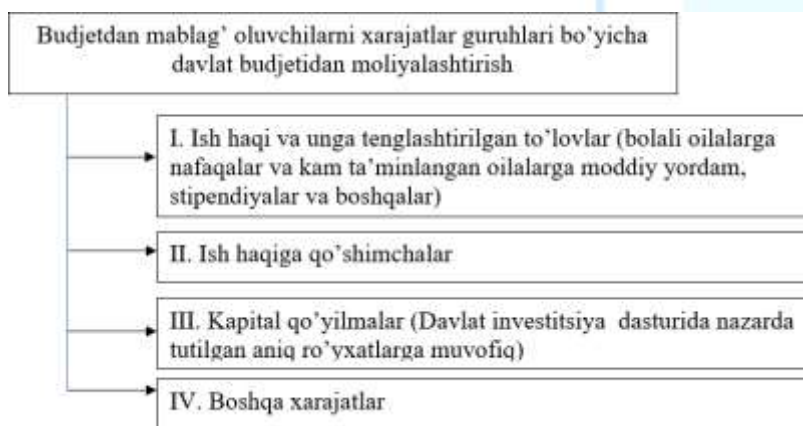 Budjetdan mablag’ oluvchilarni xarajatlar guruhlari bo’yicha
davlat budjetidan moliyalashtirish
I. Ish haqi va unga tenglashtirilgan to’lovlar (bolali oilalarga
nafaqalar va kam ta’minlangan oilalarga moddiy yordam,
stipendiyalar va boshqalar)
II. Ish haqiga qo’shimchalar
III. Kapital qo’yilmalar (Davlat investitsiya dasturida nazarda
tutilgan aniq ro’yxatlarga muvofiq)
IV. Boshqa xarajatlar